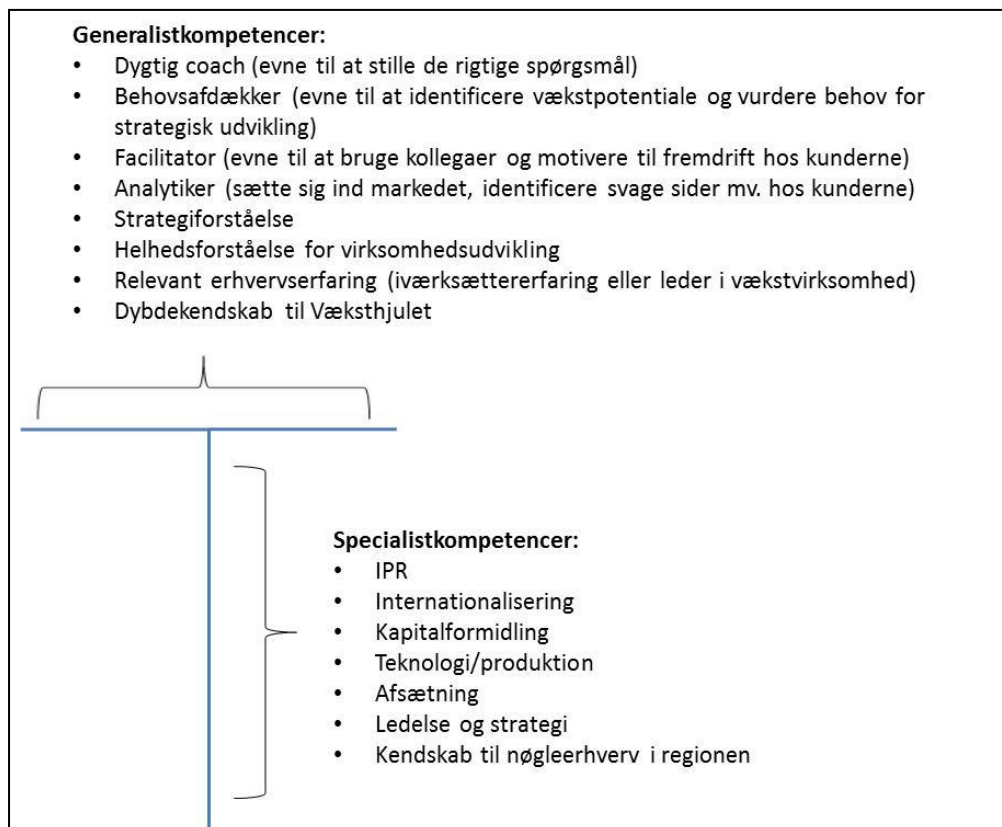 Generalistkompetencer:
• Dygtig coach (evne til at stille de rigtige spørgsmål)
• Behovsafdækker (evne til at identificere vækstpotentiale og vurdere behov for
strategisk udvikling)
• Facilitator (evne til at bruge kollegaer og motivere til fremdrift hos kunderne)
• Analytiker (sætte sig ind markedet, identificere svage sider mv. hos kunderne)
• Strategiforståelse
• Helhedsforståelse for virksomhedsudvikling
• Relevant erhvervserfaring (iværksættererfaring eller leder i vækstvirksomhed)
• Dybdekendskab til Væksthjulet
Specialistkompetencer:
• IPR
• Internationalisering
• Kapitalformidling
• Teknologi/produktion
• Afsætning
• Ledelse og strategi
• Kendskab til nøgleerhverv i regionen